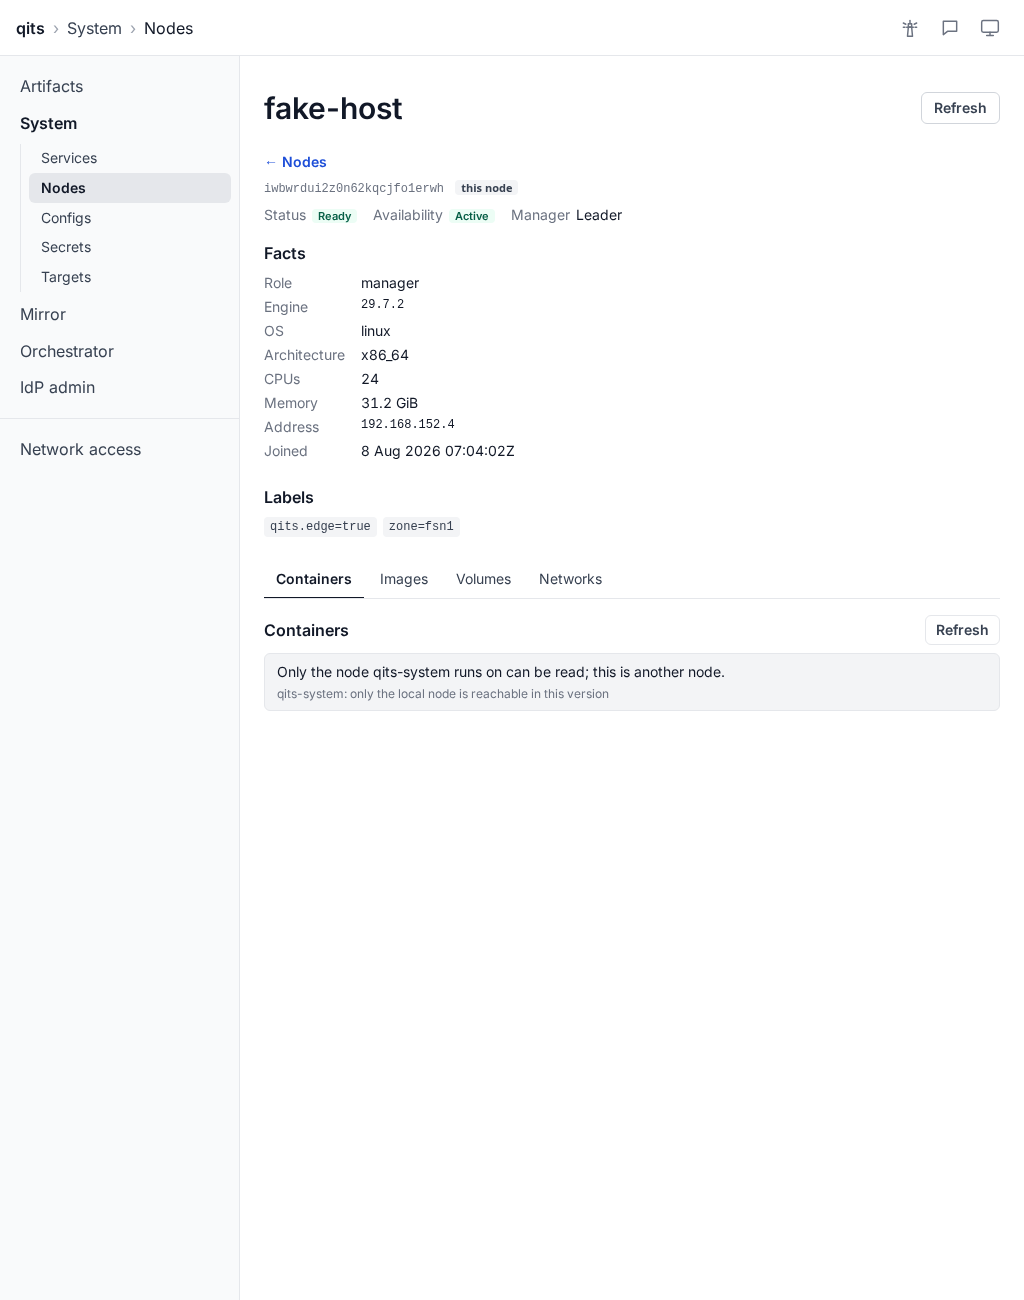 qits › System › Nodes
Artifacts
System
Services
Nodes
Configs
Secrets
Targets
Mirror
Orchestrator
IdP admin
Network access
fake-host
Refresh
← Nodes
iwbwrdui2z0n62kqcjfo1erwh this node
Status Ready Availability Active Manager Leader
Facts
Role manager
Engine 29.7.2
OS linux
Architecture x86_64
CPUs 24
Memory 31.2 GiB
Address 192.168.152.4
Joined 8 Aug 2026 07:04:02Z
Labels
qits.edge=true zone=fsn1
Containers Images Volumes Networks
Containers
Refresh
Only the node qits-system runs on can be read; this is another node.
qits-system: only the local node is reachable in this version